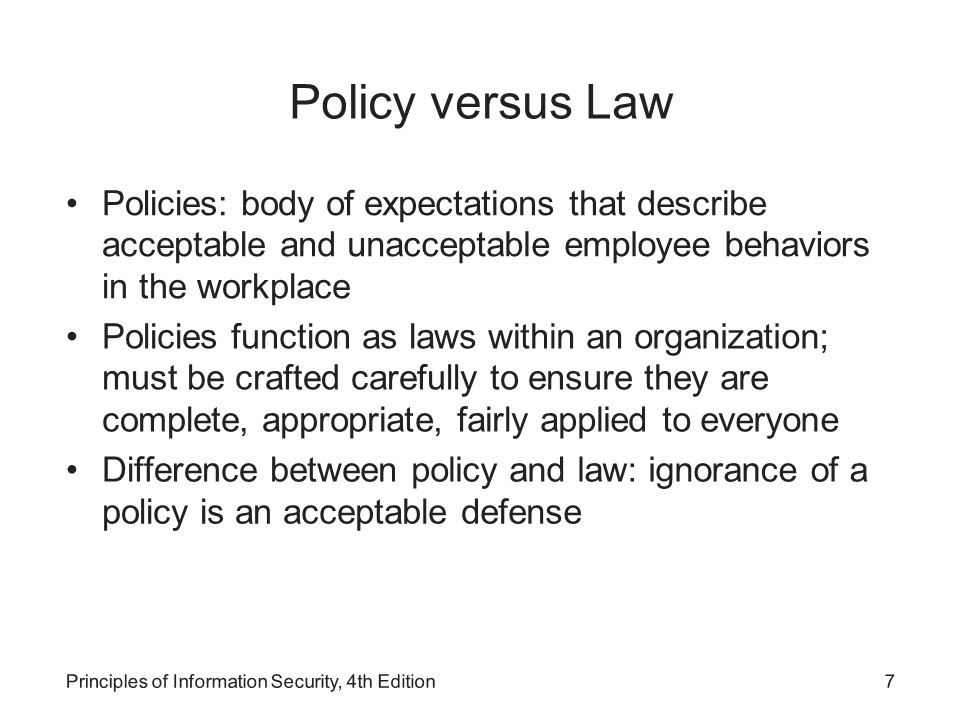 Policy versus Law
• Policies: body of expectations that describe
acceptable and unacceptable employee behaviors
in the workplace
• Policies function as laws within an organization;
must be crafted carefully to ensure they are
complete, appropriate, fairly applied to everyone
• Difference between policy and law: ignorance of a
policy is an acceptable defense
Principles of Information Security, 4th Edition
7